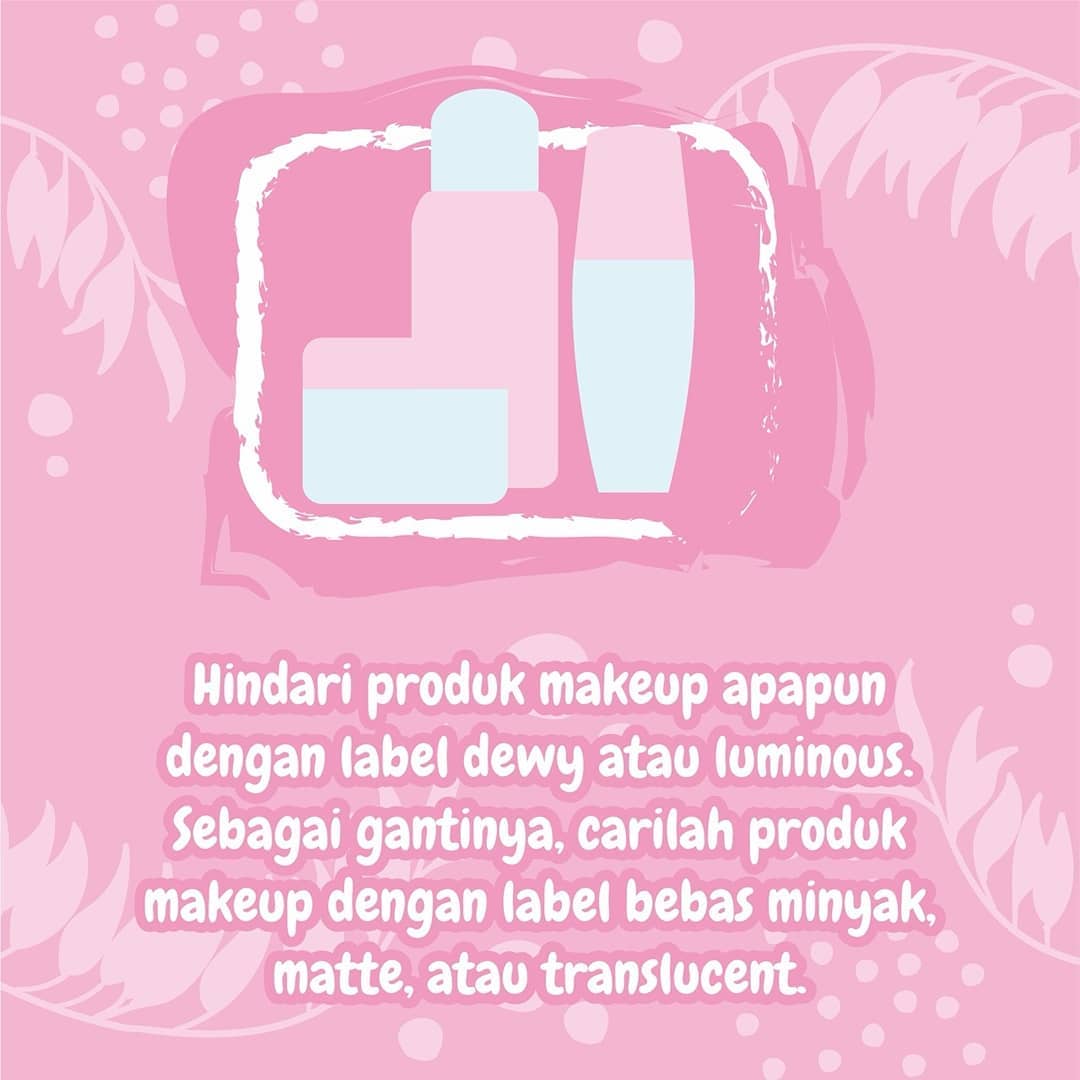 Hindari produk makeup apapun
dengan label dewy atau luminous.
Sebagai gantinya, carilah produk
makeup dengan label bebas minyak,
matte, atau translucent.